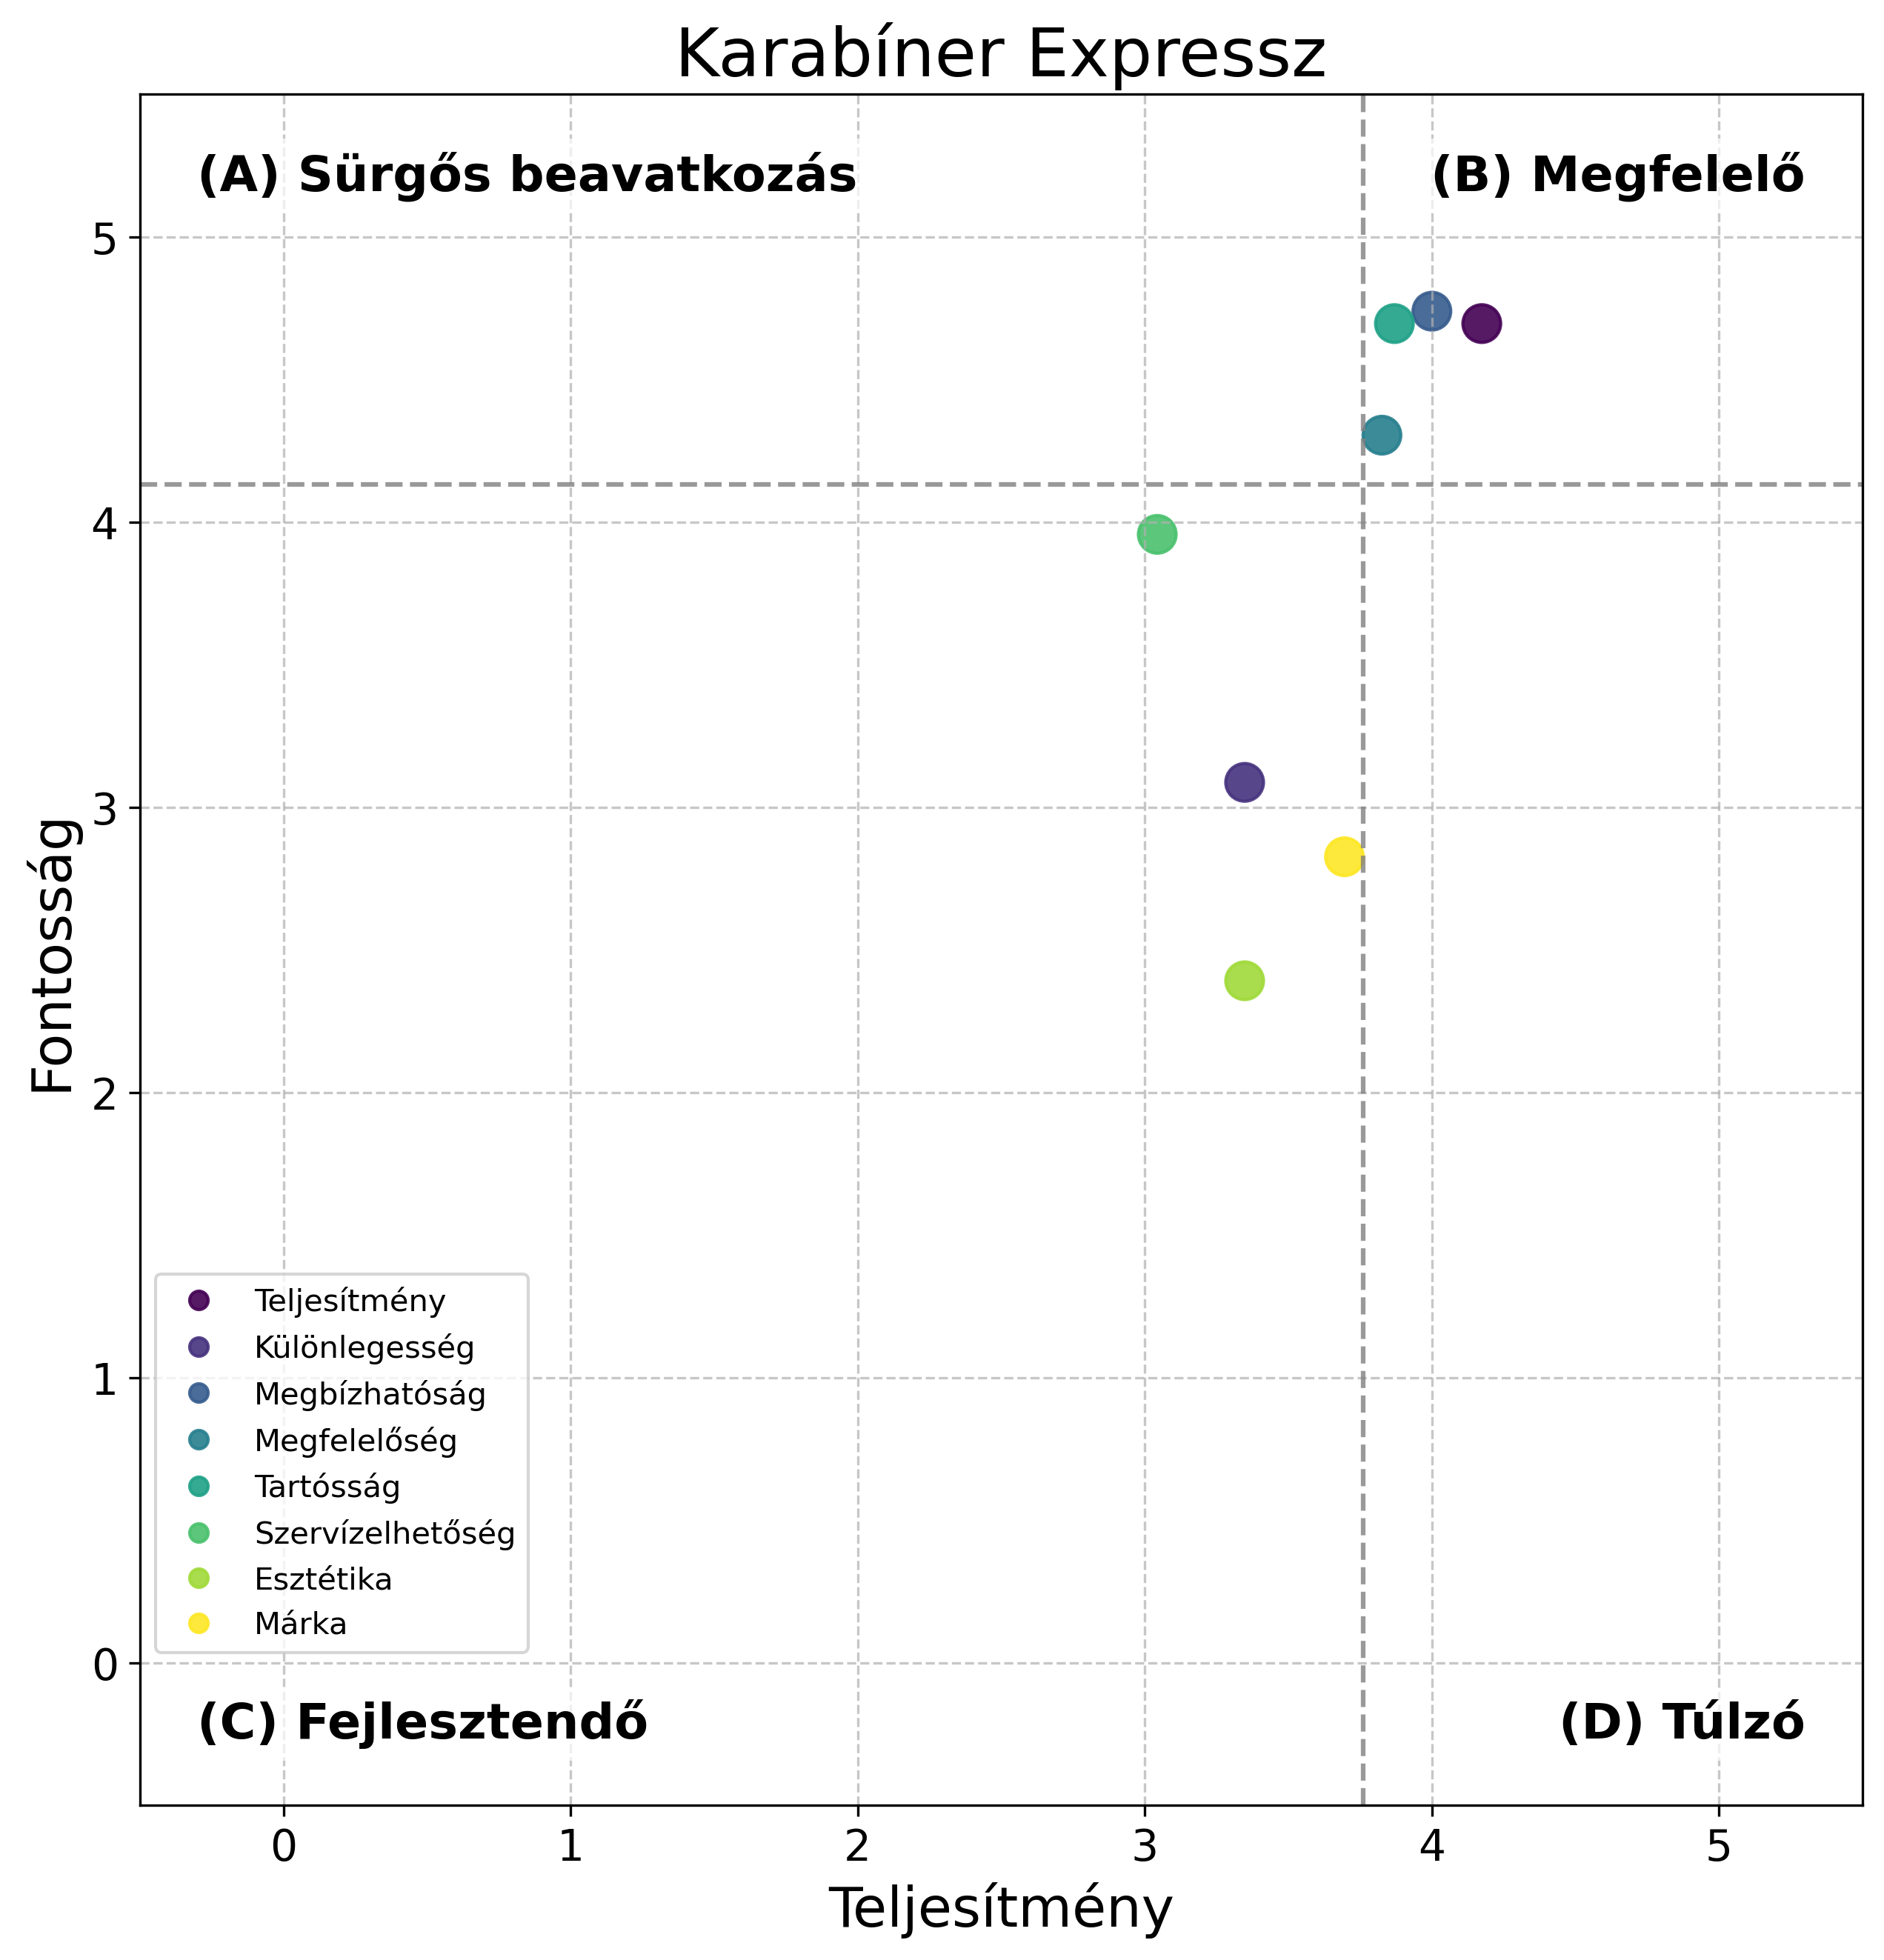 Karabíner Expressz
(A) Sürgős beavatkozás
(B) Megfelelő
5
4
3
2
1
0
Fontosság
Teljesítmény
Különlegesség
Megbízhatóság
Megfelelőség
Tartósság
Szervízelhetőség
Esztétika
Márka
(C) Fejlesztendő
(D) Túlzó
0 1 2 3 4 5
Teljesítmény